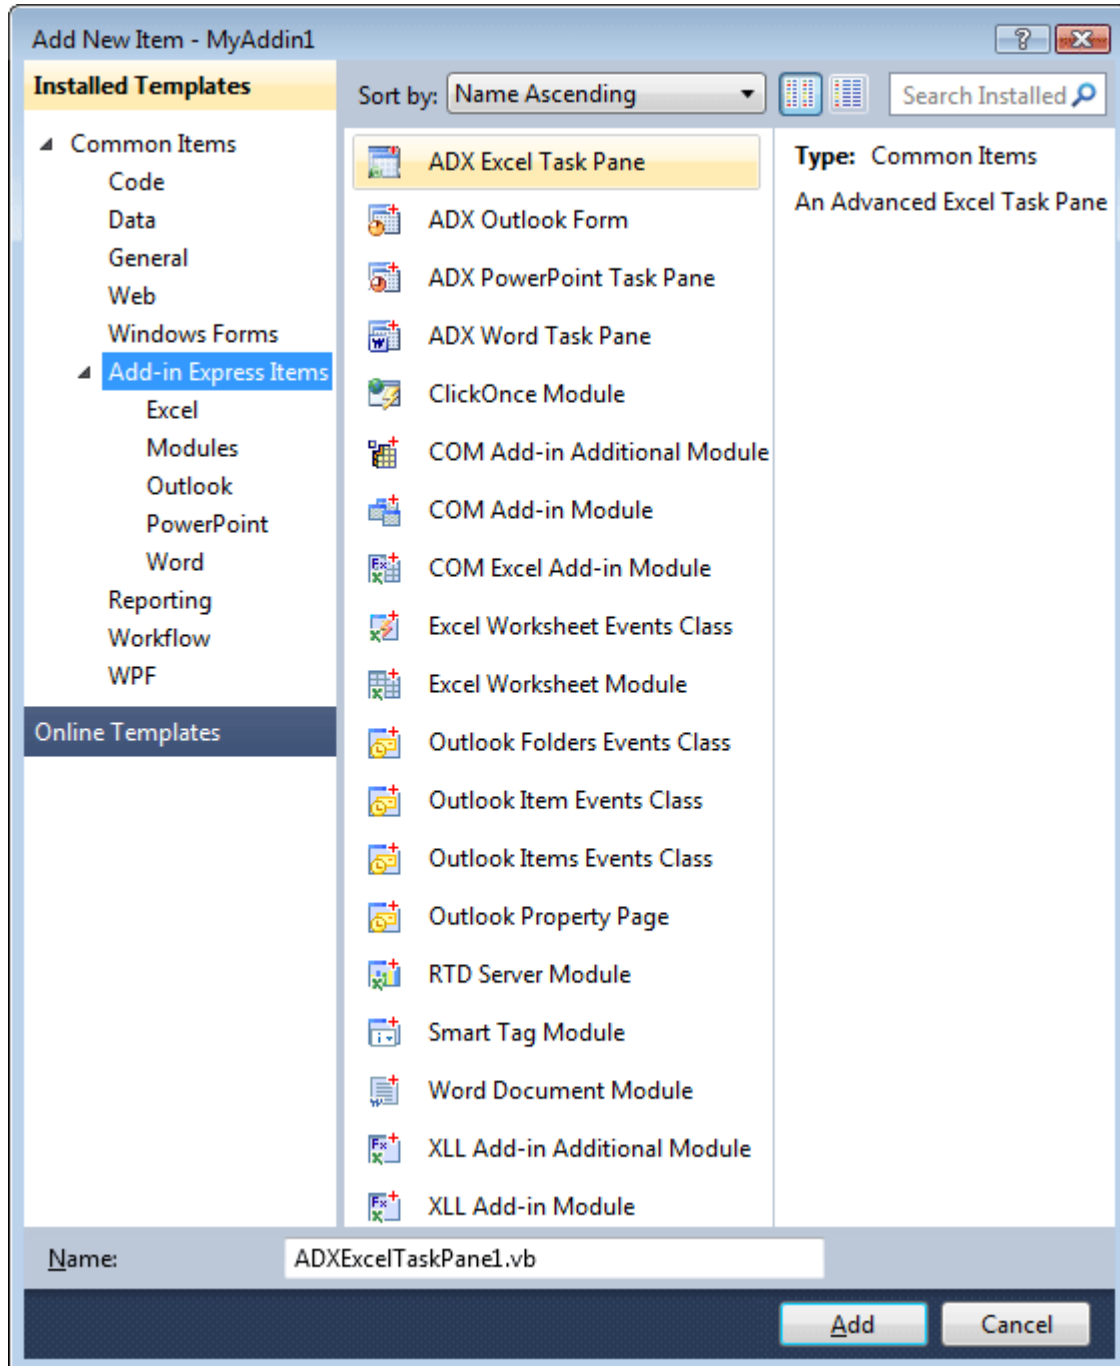 Add New Item - MyAddin1
Installed Templates
Sort by: Name Ascending
Search Installed
Common Items
Code
Data
General
Web
Windows Forms
Add-in Express Items
Excel
Modules
Outlook
PowerPoint
Word
Reporting
Workflow
WPF
Online Templates
ADX Excel Task Pane
ADX Outlook Form
ADX PowerPoint Task Pane
ADX Word Task Pane
ClickOnce Module
COM Add-in Additional Module
COM Add-in Module
COM Excel Add-in Module
Excel Worksheet Events Class
Excel Worksheet Module
Outlook Folders Events Class
Outlook Item Events Class
Outlook Items Events Class
Outlook Property Page
RTD Server Module
Smart Tag Module
Word Document Module
XLL Add-in Additional Module
XLL Add-in Module
Type: Common Items
An Advanced Excel Task Pane
Name: ADXExcelTaskPane1.vb
Add Cancel